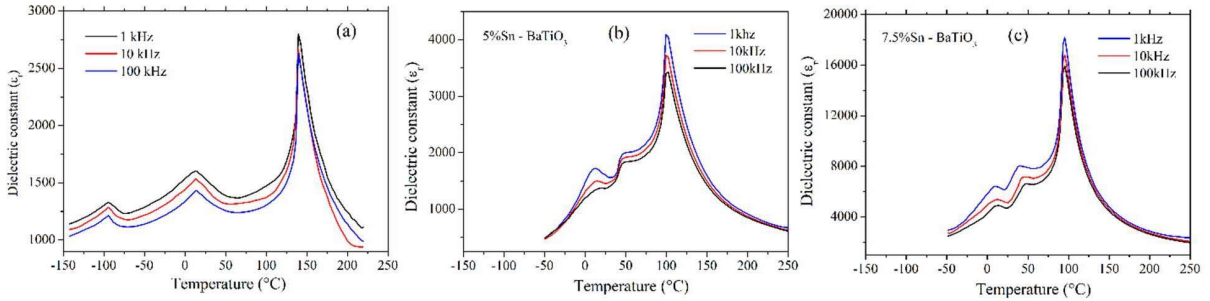 (a)
1 kHz
10 kHz
100 kHz
Dielectric constant (εr)
3000
2500
2000
1500
1000
-150 -100 -50 0 50 100 150 200 250
Temperature (°C)
5%Sn - BaTiO3
(b)
1khz
10kHz
100kHz
Dielectric constant (εr)
4000
3000
2000
1000
-150 -100 -50 0 50 100 150 200 250
Temperature (°C)
7.5%Sn - BaTiO3
(c)
1kHz
10kHz
100kHz
Dielectric constant (εr)
20000
16000
12000
8000
4000
-150 -100 -50 0 50 100 150 200 250
Temperature (°C)